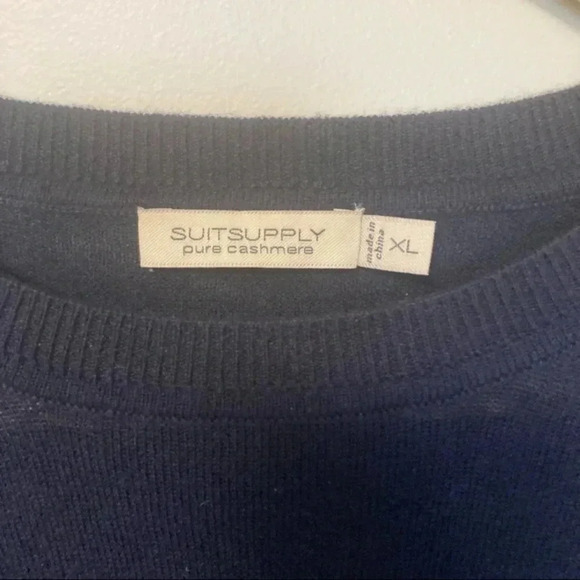 SUITSUPPLY
pure cashmere
made in
china
XL